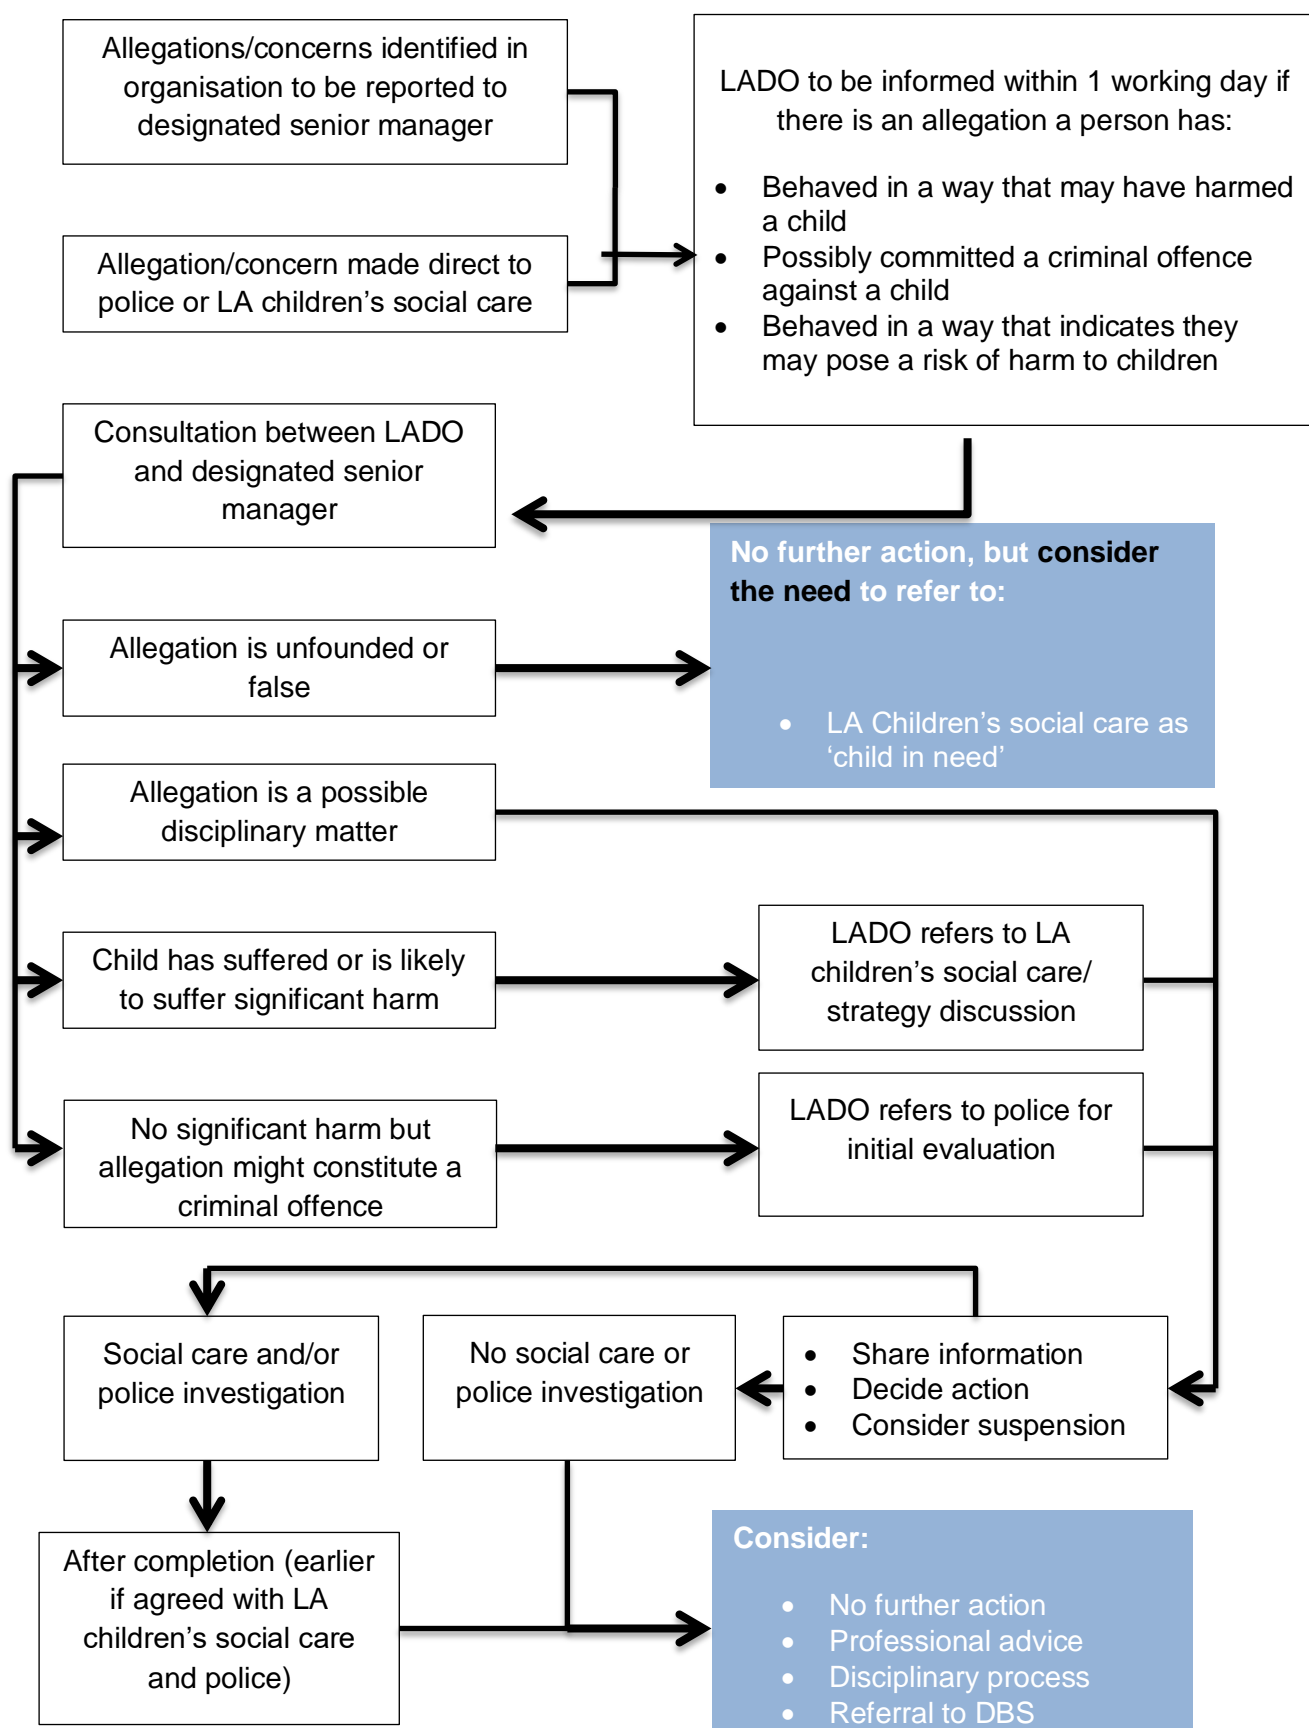 Allegations/concerns identified in
organisation to be reported to
designated senior manager
LADO to be informed within 1 working day if
there is an allegation a person has:
• Behaved in a way that may have harmed
a child
• Possibly committed a criminal offence
against a child
• Behaved in a way that indicates they
may pose a risk of harm to children
Allegation/concern made direct to
police or LA children’s social care
Consultation between LADO
and designated senior
manager
No further action, but consider
the need to refer to:
• LA Children’s social care as
‘child in need’
Allegation is unfounded or
false
Allegation is a possible
disciplinary matter
Child has suffered or is likely
to suffer significant harm
LADO refers to LA
children’s social care/
strategy discussion
No significant harm but
allegation might constitute a
criminal offence
LADO refers to police for
initial evaluation
Social care and/or
police investigation
No social care or
police investigation
• Share information
• Decide action
• Consider suspension
After completion (earlier
if agreed with LA
children’s social care
and police)
Consider:
• No further action
• Professional advice
• Disciplinary process
• Referral to DBS